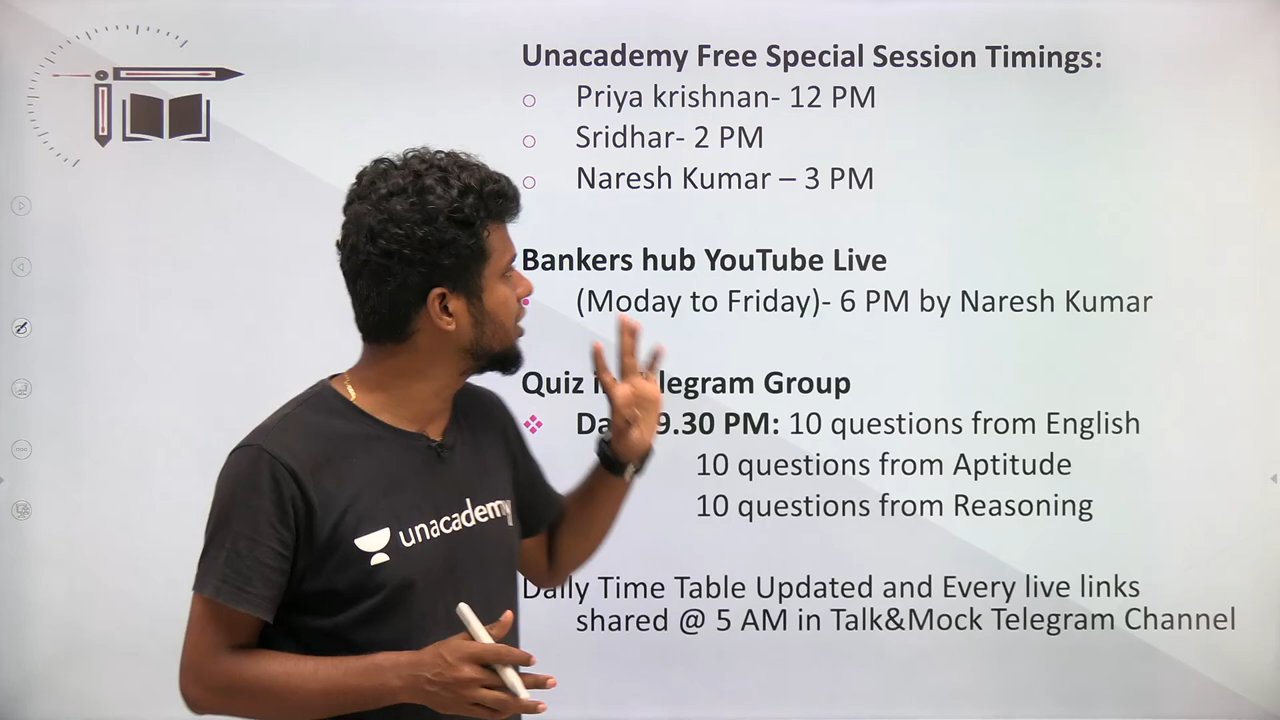 Unacademy Free Special Session Timings:
Priya krishnan- 12 PM
Sridhar- 2 PM
Naresh Kumar – 3 PM
Bankers hub YouTube Live
(Moday to Friday)- 6 PM by Naresh Kumar
Quiz Group
9.30 PM: 10 questions from English
10 questions from Aptitude
10 questions from Reasoning
unacademy
Daily Time Table Updated and Every live links
shared @ 5 AM in Talk&Mock Telegram Channel